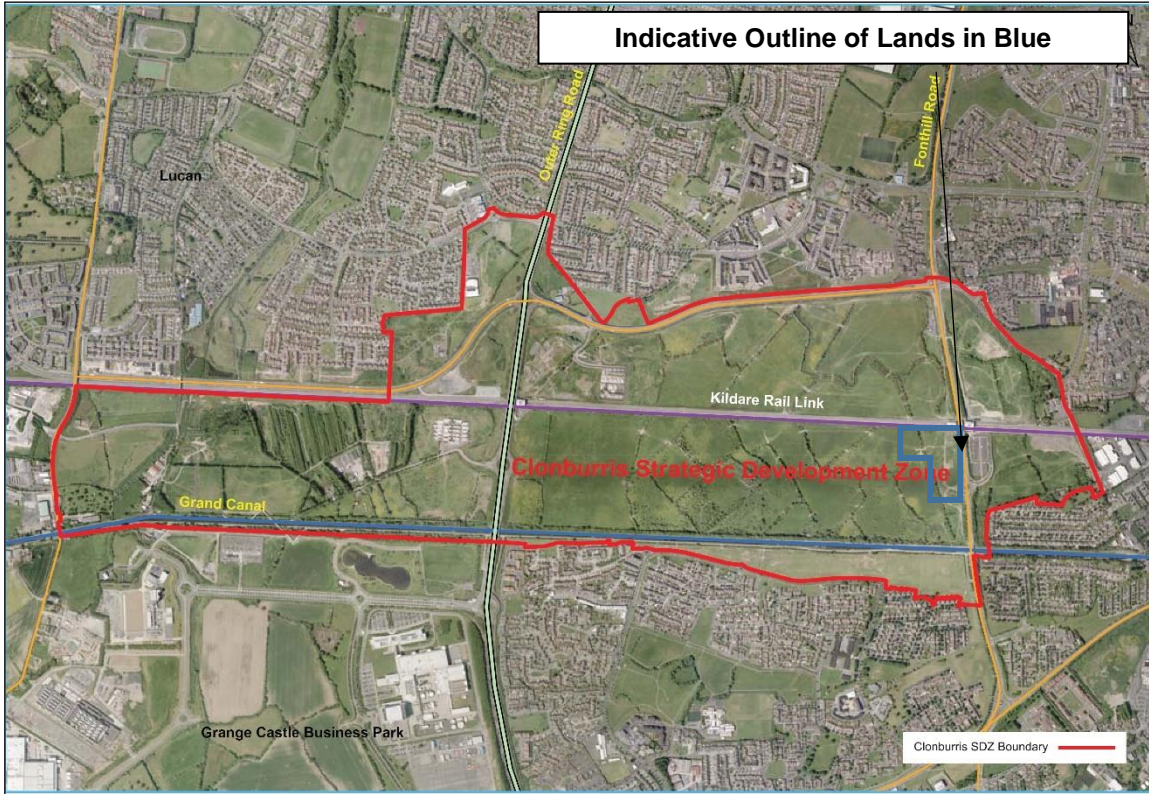 Indicative Outline of Lands in Blue
Outer Ring Road
Fonthill Road
Lucan
Kildare Rail Link
Clonburris Strategic Development Zone
Grand Canal
Grange Castle Business Park
Clonburris SDZ Boundary